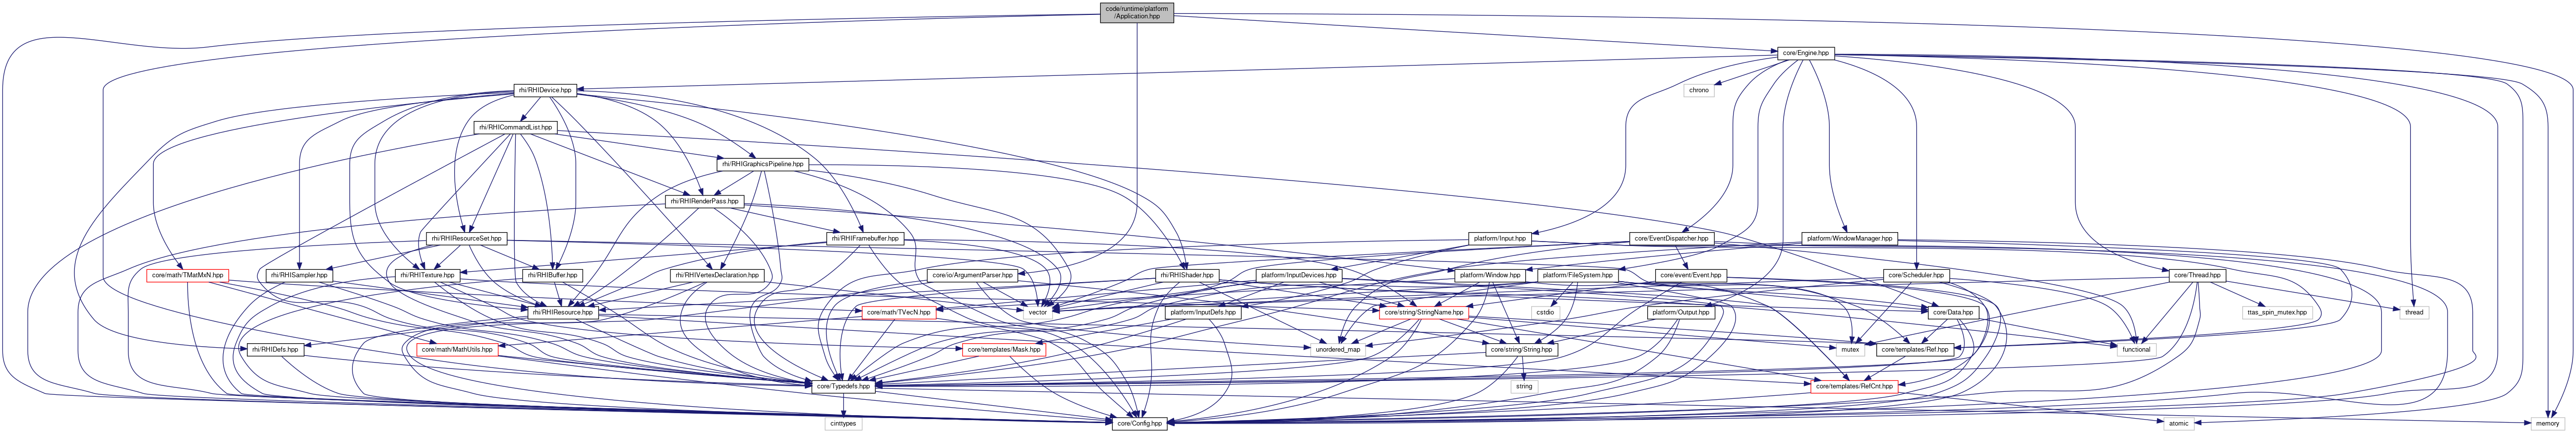 code/runtime/platform
/Application.hpp
core/Engine.hpp
rhi/RHIDevice.hpp
chrono
rhi/RHICommandList.hpp
rhi/RHIGraphicsPipeline.hpp
rhi/RHIRenderPass.hpp
rhi/RHIResourceSet.hpp
rhi/RHIFramebuffer.hpp
platform/Input.hpp
core/EventDispatcher.hpp
platform/WindowManager.hpp
core/math/TMatMxN.hpp
rhi/RHISampler.hpp
rhi/RHITexture.hpp
rhi/RHIBuffer.hpp
rhi/RHIVertexDeclaration.hpp
core/io/ArgumentParser.hpp
rhi/RHIShader.hpp
platform/InputDevices.hpp
platform/Window.hpp
platform/FileSystem.hpp
core/event/Event.hpp
core/Scheduler.hpp
core/Thread.hpp
rhi/RHIResource.hpp
core/math/TVecN.hpp
vector
platform/InputDefs.hpp
core/string/StringName.hpp
cstdio
platform/Output.hpp
core/Data.hpp
ttas_spin_mutex.hpp
thread
rhi/RHIDefs.hpp
core/math/MathUtils.hpp
core/templates/Mask.hpp
unordered_map
core/string/String.hpp
mutex
core/templates/Ref.hpp
functional
core/Typedefs.hpp
string
core/templates/RefCnt.hpp
cinttypes
core/Config.hpp
atomic
memory